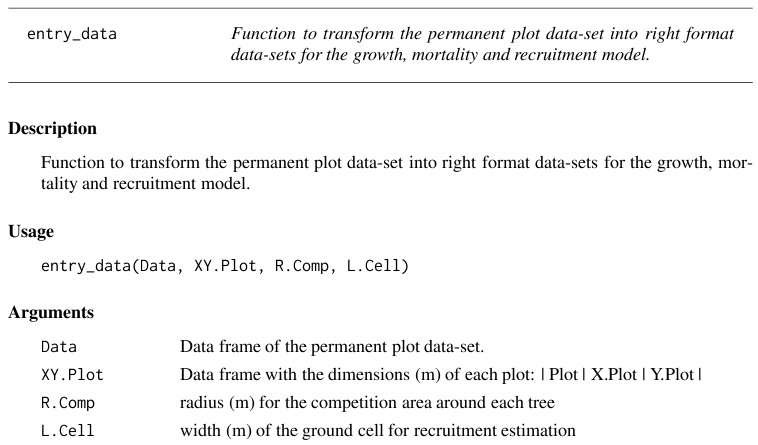 entry_data Function to transform the permanent plot data-set into right format
data-sets for the growth, mortality and recruitment model.
Description
Function to transform the permanent plot data-set into right format data-sets for the growth, mor-
tality and recruitment model.
Usage
entry_data(Data, XY.Plot, R.Comp, L.Cell)
Arguments
Data Data frame of the permanent plot data-set.
XY.Plot Data frame with the dimensions (m) of each plot: | Plot | X.Plot | Y.Plot |
R.Comp radius (m) for the competition area around each tree
L.Cell width (m) of the ground cell for recruitment estimation